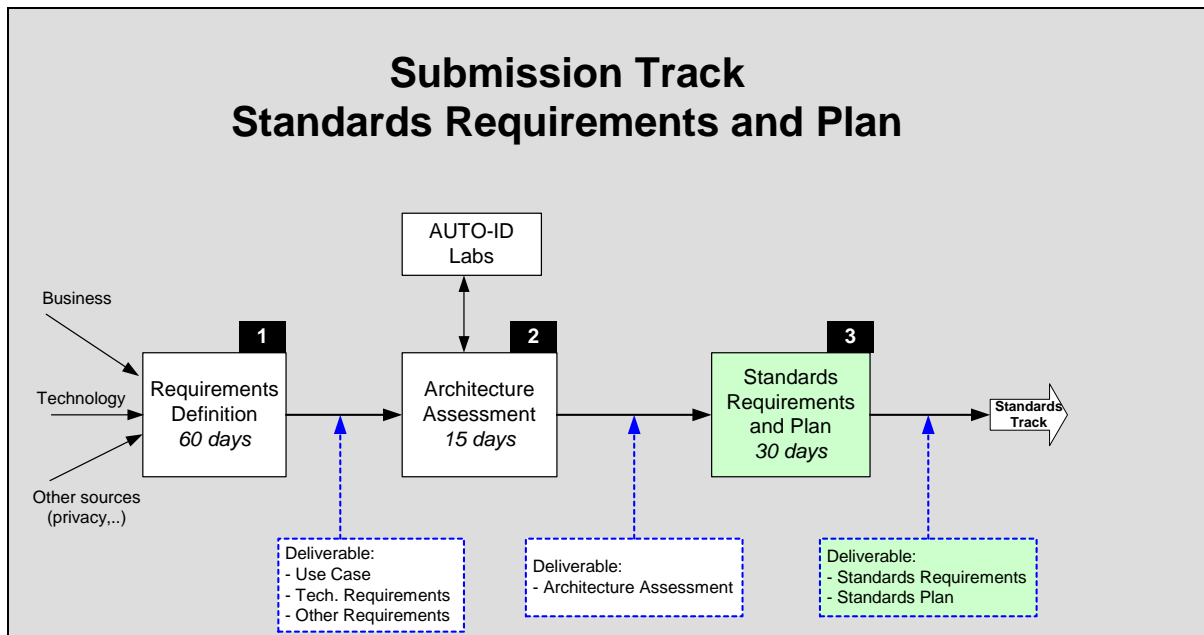 Submission Track
Standards Requirements and Plan
AUTO-ID
Labs
Business
Technology
Other sources
(privacy,..)
1
Requirements
Definition
60 days
2
Architecture
Assessment
15 days
3
Standards
Requirements
and Plan
30 days
Standards
Track
Deliverable:
- Use Case
- Tech. Requirements
- Other Requirements
Deliverable:
- Architecture Assessment
Deliverable:
- Standards Requirements
- Standards Plan